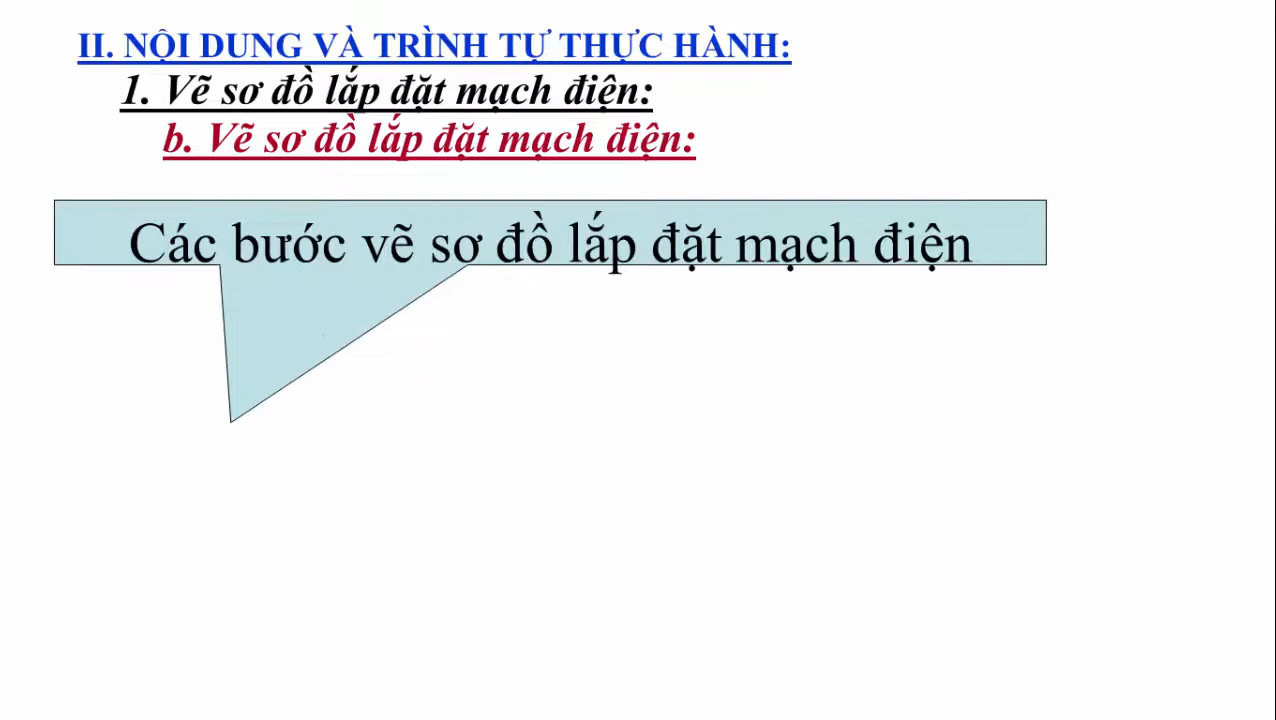 II. NỘI DUNG VÀ TRÌNH TỰ THỰC HÀNH:
1. Vẽ sơ đồ lắp đặt mạch điện:
b. Vẽ sơ đồ lắp đặt mạch điện:
Các bước vẽ sơ đồ lắp đặt mạch điện